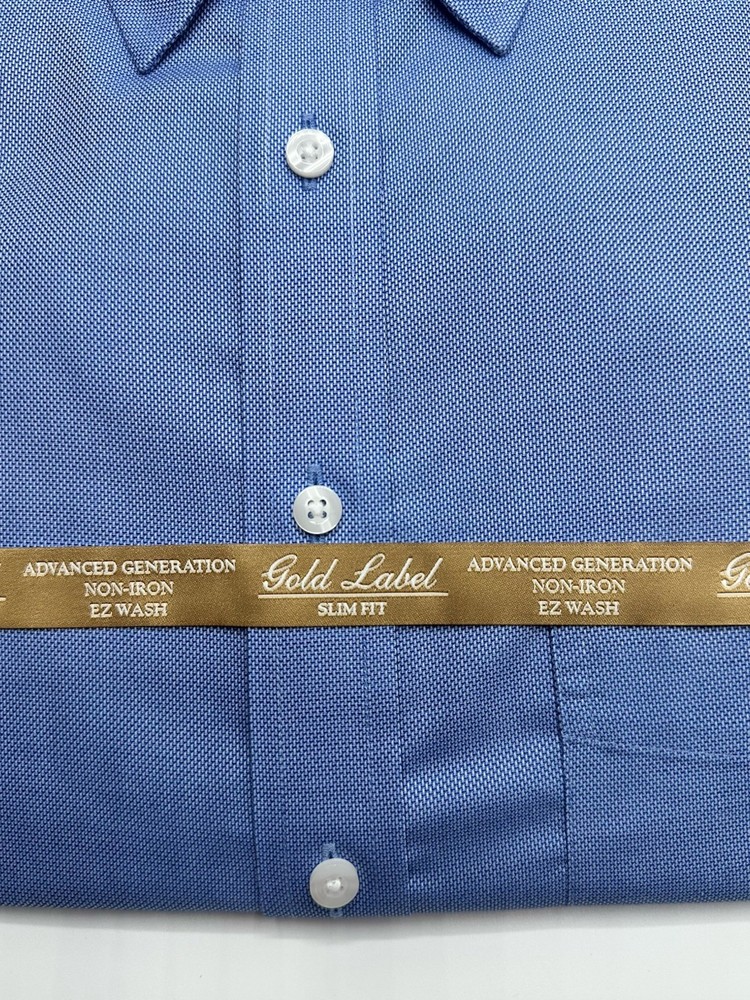 ADVANCED GENERATION
NON-IRON
EZ WASH
Gold Label
SLIM FIT
ADVANCED GENERATION
NON-IRON
EZ WASH